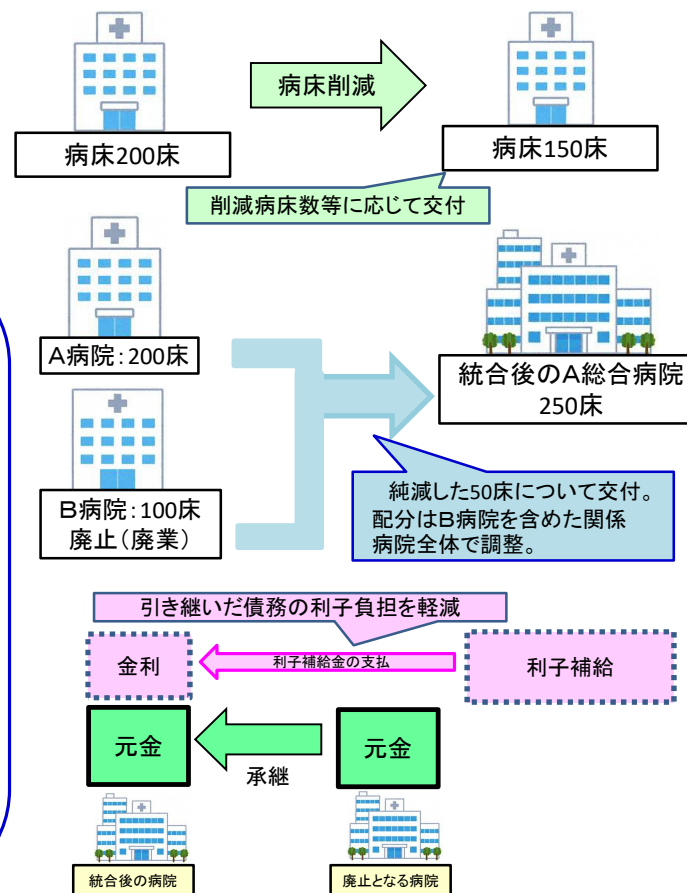 病床削減
病床200床
病床150床
削減病床数等に応じて交付
A病院：200床
統合後のA総合病院
250床
B病院：100床
廃止（廃業）
純減した50床について交付。
配分はB病院を含めた関係
病院全体で調整。
引き継いだ債務の利子負担を軽減
金利
利子補給金の支払
利子補給
元金
元金
承継
統合後の病院
廃止となる病院